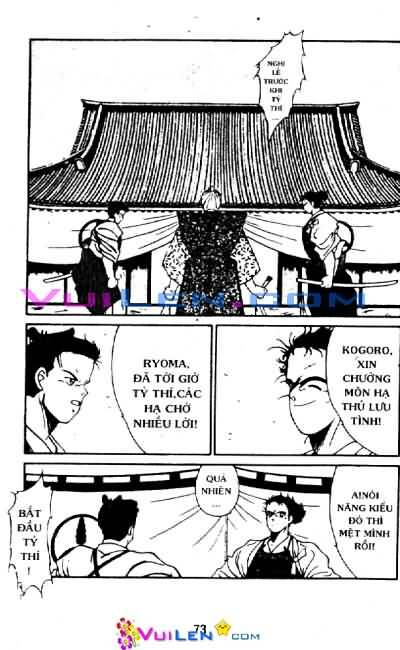 NGHI
LỄ
TRƯỚC
KHI
TỶ
THÍ
...
VUILEN.COM
KOGORO,
XIN
CHƯỞNG
MÔN HẠ
THỦ LƯU
TÌNH!
RYOMA,
ĐÃ TỚI GIỜ
TỶ THÍ,CÁC
HẠ CHỚ
NHIỀU LỜI!
A!NÓI
NĂNG KIỂU
ĐÓ THÌ
MỆT MÌNH
RỒI!
QUẢ
NHIÊN
...
BẮT
ĐẦU
TỶ
THÍ
!
73
VUILEN.COM